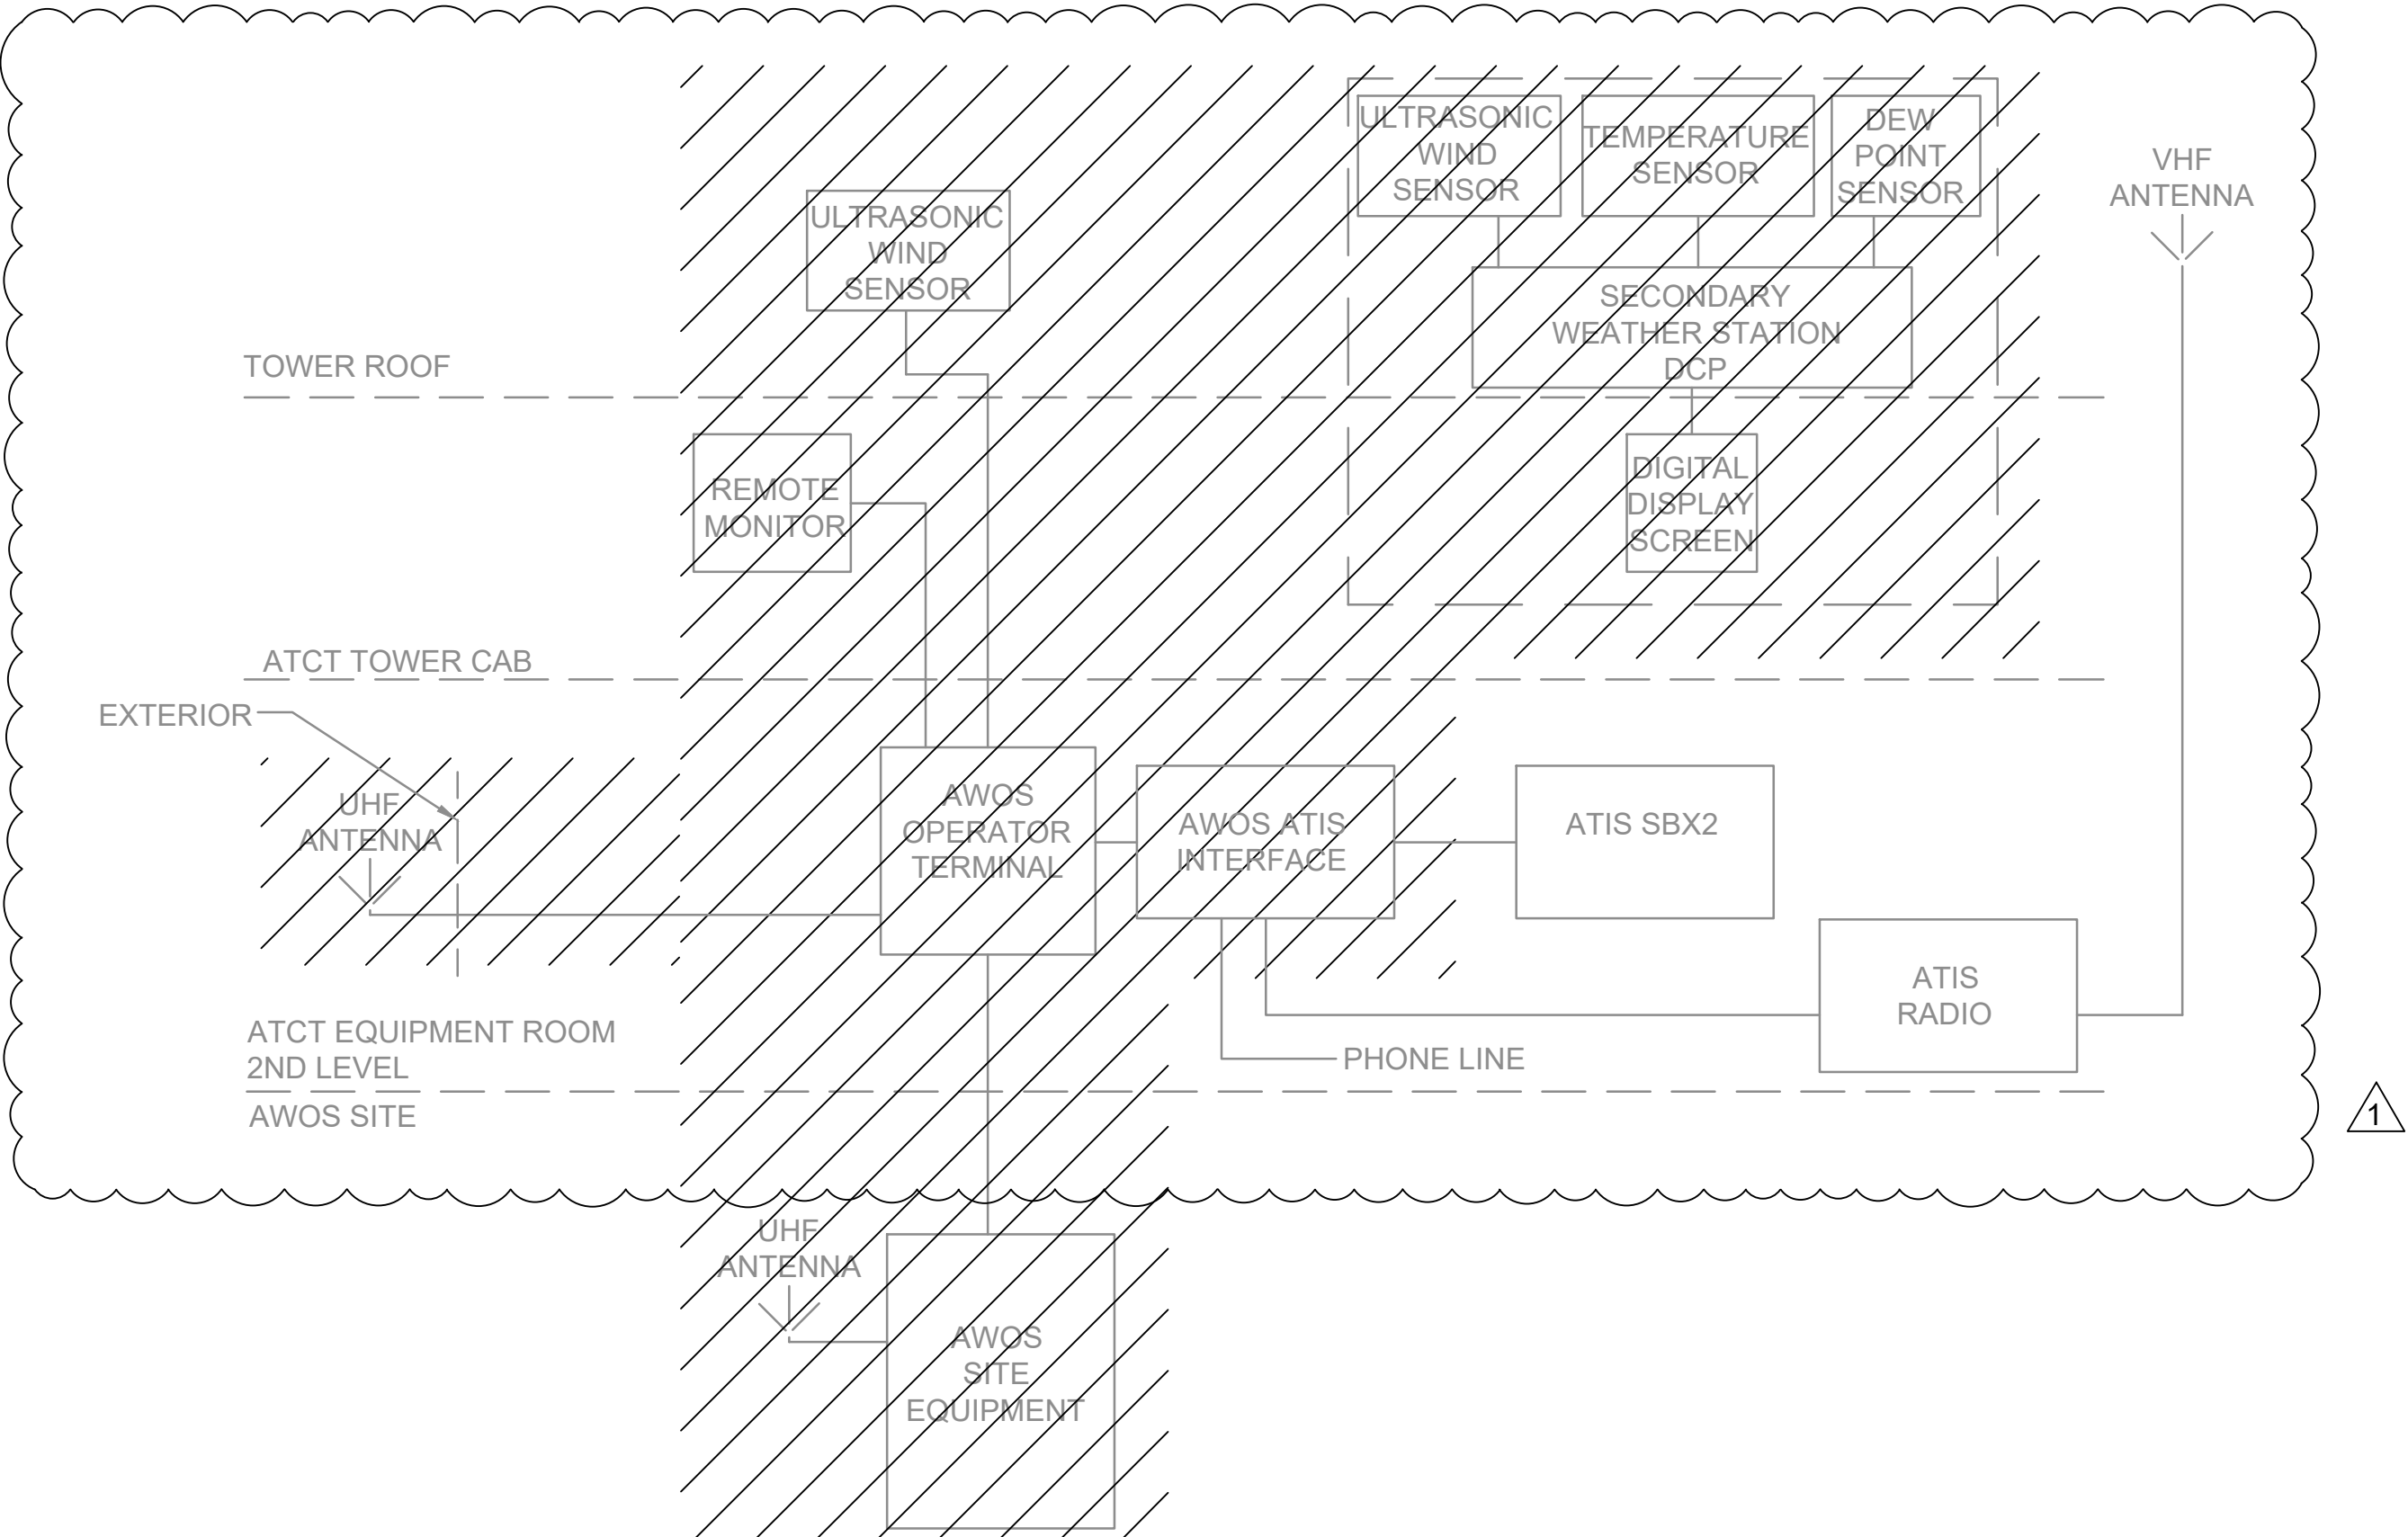 ULTRASONIC
WIND
SENSOR
TEMPERATURE
SENSOR
DEW
POINT
SENSOR
VHF
ANTENNA
ULTRASONIC
WIND
SENSOR
SECONDARY
WEATHER STATION
DCP
TOWER ROOF
REMOTE
MONITOR
DIGITAL
DISPLAY
SCREEN
ATCT TOWER CAB
EXTERIOR
UHF
ANTENNA
AWOS
OPERATOR
TERMINAL
AWOS ATIS
INTERFACE
ATIS SBX2
ATIS
RADIO
ATCT EQUIPMENT ROOM
2ND LEVEL
PHONE LINE
AWOS SITE
1
UHF
ANTENNA
AWOS
SITE
EQUIPMENT